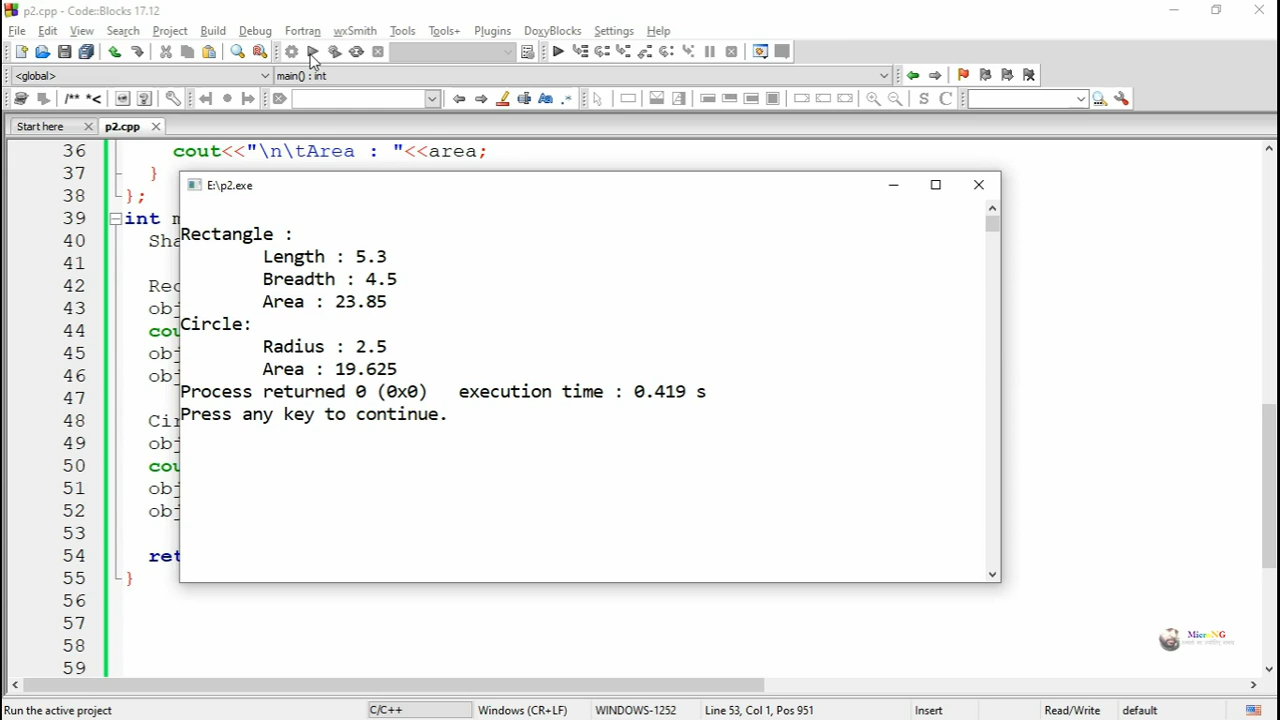 p2.cpp - Code::Blocks 17.12
File Edit View Search Project Build Debug Fortran wxSmith Tools Tools+ Plugins DoxyBlocks Settings Help
<global> main() : int
/** *<
S C
Start here p2.cpp
36 cout<<"\n\tArea : "<<area;
37 }
38 };
39 int m
40 Sha
41
42 Rec
43 obj
44 cou
45 obj
46 obj
47
48 Cir
49 obj
50 cou
51 obj
52 obj
53
54 ret
55 }
56
57
58
59
E:\p2.exe
Rectangle :
Length : 5.3
Breadth : 4.5
Area : 23.85
Circle:
Radius : 2.5
Area : 19.625
Process returned 0 (0x0) execution time : 0.419 s
Press any key to continue.
MicroNG
Run the active project C/C++ Windows (CR+LF) WINDOWS-1252 Line 53, Col 1, Pos 951 Insert Read/Write default